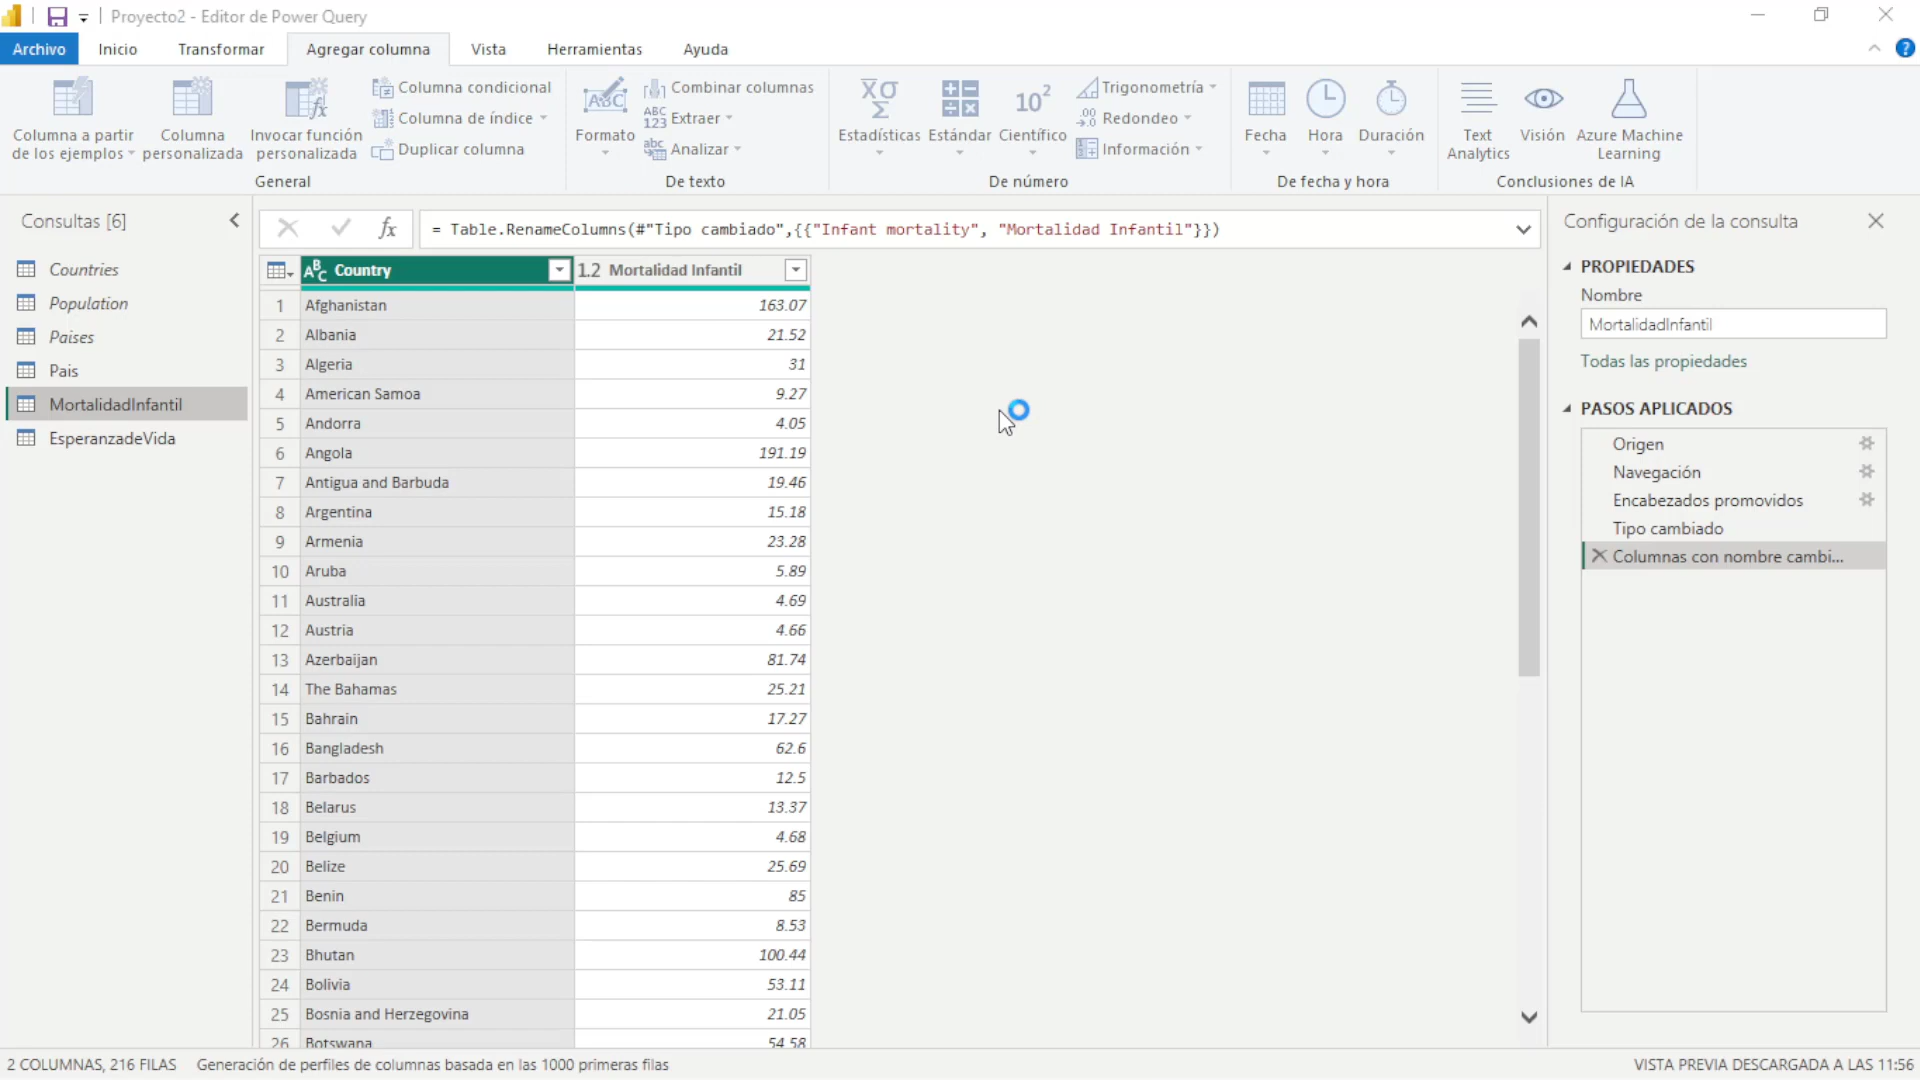 Proyecto2 - Editor de Power Query
Archivo Inicio Transformar Agregar columna Vista Herramientas Ayuda
Columna a partir de los ejemplos
Columna personalizada
Invocar función personalizada
Columna condicional
Columna de índice
Duplicar columna
General
Formato
Combinar columnas
Extraer
Analizar
De texto
Estadísticas
Estándar
Científico
Trigonometría
Redondeo
Información
De número
Fecha
Hora
Duración
De fecha y hora
Text Analytics
Visión
Azure Machine Learning
Conclusiones de IA
Consultas [6]
Countries
Population
Paises
Pais
MortalidadInfantil
EsperanzadeVida
fx = Table.RenameColumns(#"Tipo cambiado",{{"Infant mortality", "Mortalidad Infantil"}})
ABC Country 1.2 Mortalidad Infantil
1 Afghanistan 163.07
2 Albania 21.52
3 Algeria 31
4 American Samoa 9.27
5 Andorra 4.05
6 Angola 191.19
7 Antigua and Barbuda 19.46
8 Argentina 15.18
9 Armenia 23.28
10 Aruba 5.89
11 Australia 4.69
12 Austria 4.66
13 Azerbaijan 81.74
14 The Bahamas 25.21
15 Bahrain 17.27
16 Bangladesh 62.6
17 Barbados 12.5
18 Belarus 13.37
19 Belgium 4.68
20 Belize 25.69
21 Benin 85
22 Bermuda 8.53
23 Bhutan 100.44
24 Bolivia 53.11
25 Bosnia and Herzegovina 21.05
26 Botswana 54.58
Configuración de la consulta
PROPIEDADES
Nombre
MortalidadInfantil
Todas las propiedades
PASOS APLICADOS
Origen
Navegación
Encabezados promovidos
Tipo cambiado
Columnas con nombre cambi...
2 COLUMNAS, 216 FILAS Generación de perfiles de columnas basada en las 1000 primeras filas
VISTA PREVIA DESCARGADA A LAS 11:56